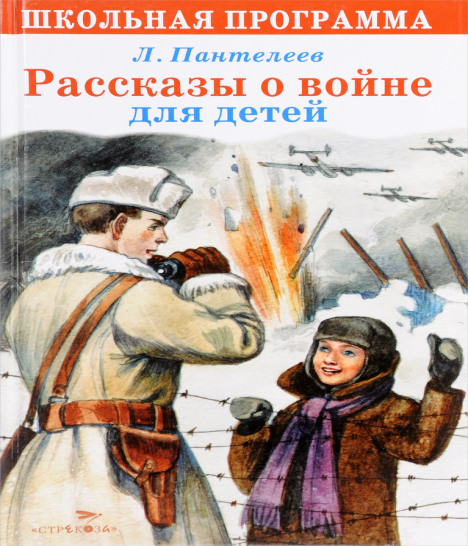 ШКОЛЬНАЯ ПРОГРАММА
Л. Пантелеев
Рассказы о войне
для детей
«СТРЕКОЗА»